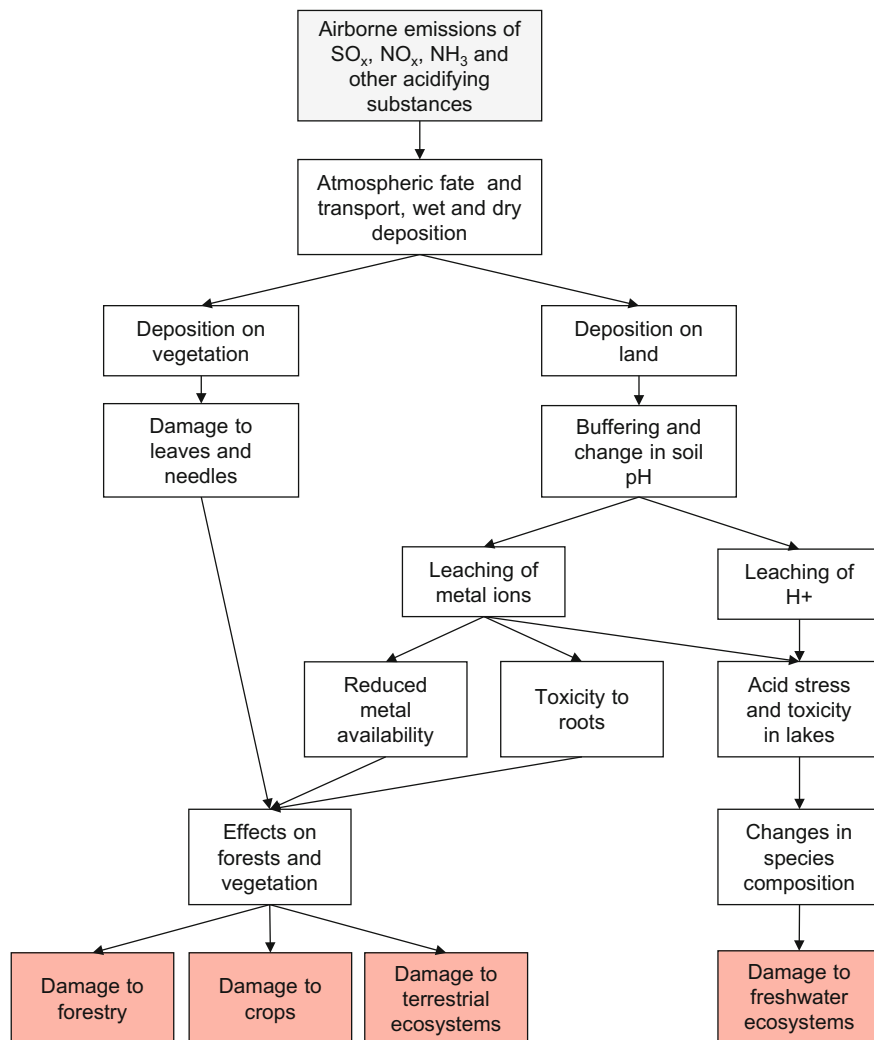 Airborne emissions of
SOx, NOx, NH3 and
other acidifying
substances
Atmospheric fate and
transport, wet and dry
deposition
Deposition on
vegetation
Deposition on
land
Damage to
leaves and
needles
Buffering and
change in soil
pH
Leaching of
metal ions
Leaching of
H+
Reduced
metal
availability
Toxicity to
roots
Acid stress
and toxicity
in lakes
Effects on
forests and
vegetation
Changes in
species
composition
Damage to
forestry
Damage to
crops
Damage to
terrestrial
ecosystems
Damage to
freshwater
ecosystems